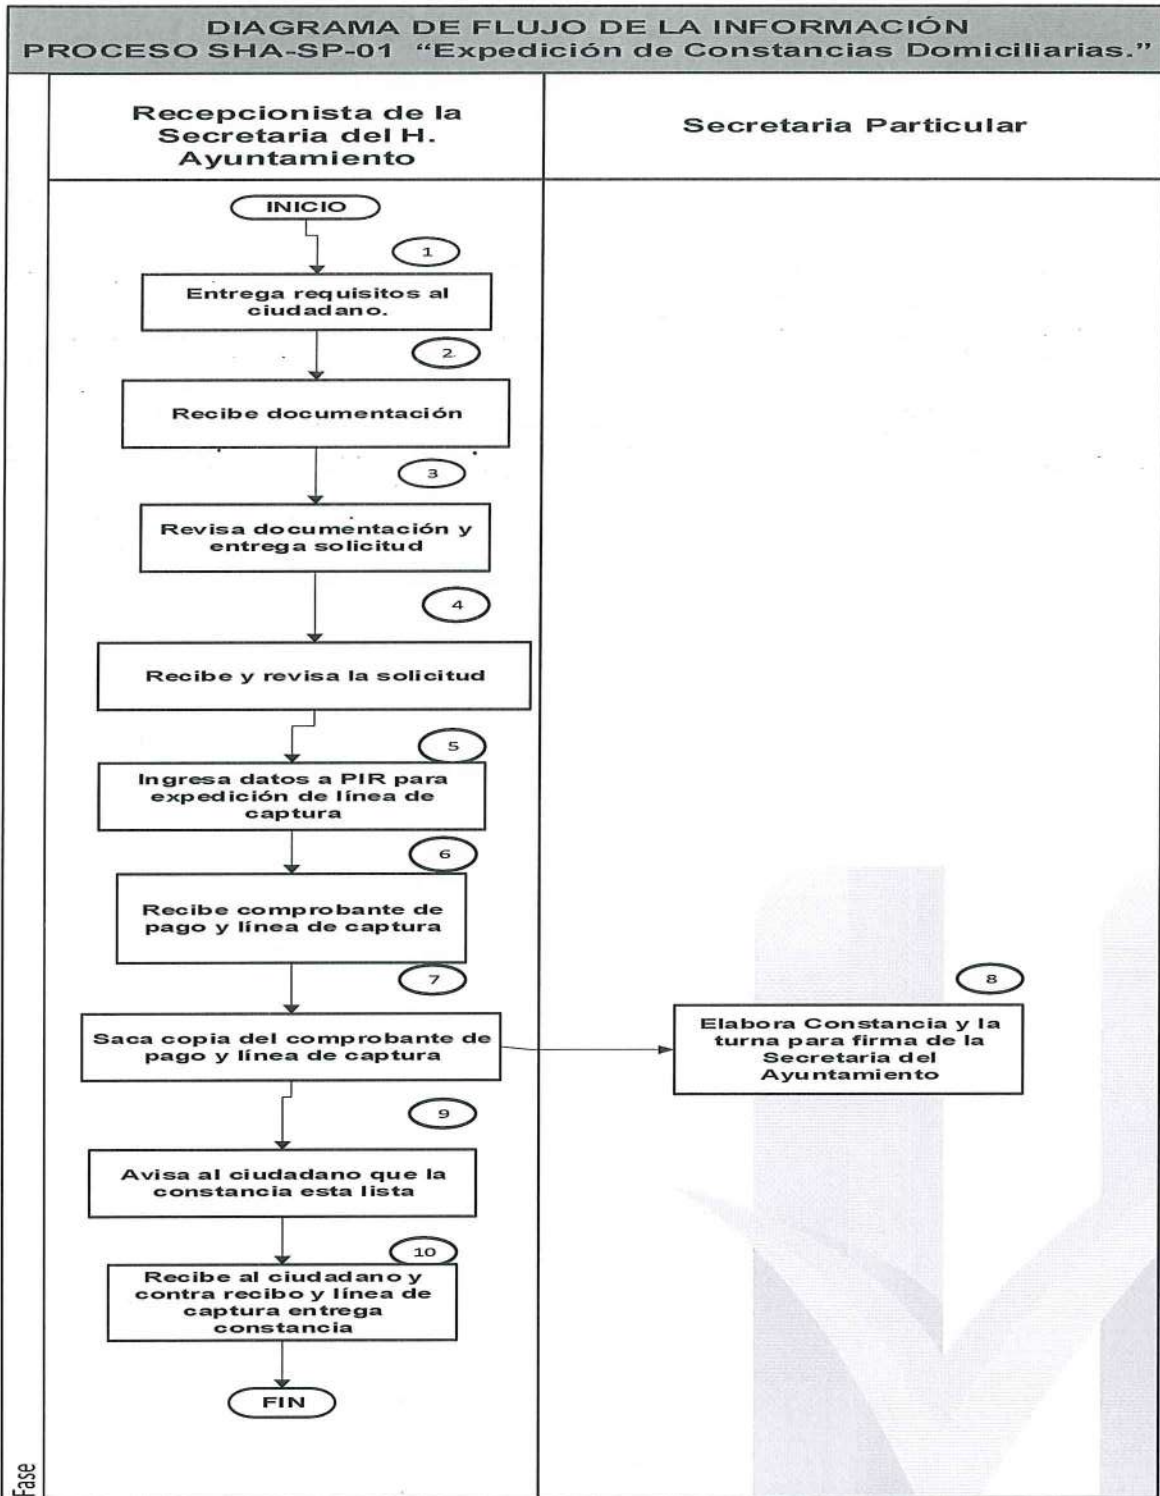 DIAGRAMA DE FLUJO DE LA INFORMACIÓN
PROCESO SHA-SP-01 “Expedición de Constancias Domiciliarias.”
Recepcionista de la
Secretaria del H.
Ayuntamiento
Secretaria Particular
INICIO
1
Entrega requisitos al
ciudadano.
2
Recibe documentación
3
Revisa documentación y
entrega solicitud
4
Recibe y revisa la solicitud
5
Ingresa datos a PIR para
expedición de línea de
captura
6
Recibe comprobante de
pago y línea de captura
7
Saca copia del comprobante de
pago y línea de captura
8
Elabora Constancia y la
turna para firma de la
Secretaria del
Ayuntamiento
9
Avisa al ciudadano que la
constancia esta lista
10
Recibe al ciudadano y
contra recibo y línea de
captura entrega
constancia
FIN
Fase